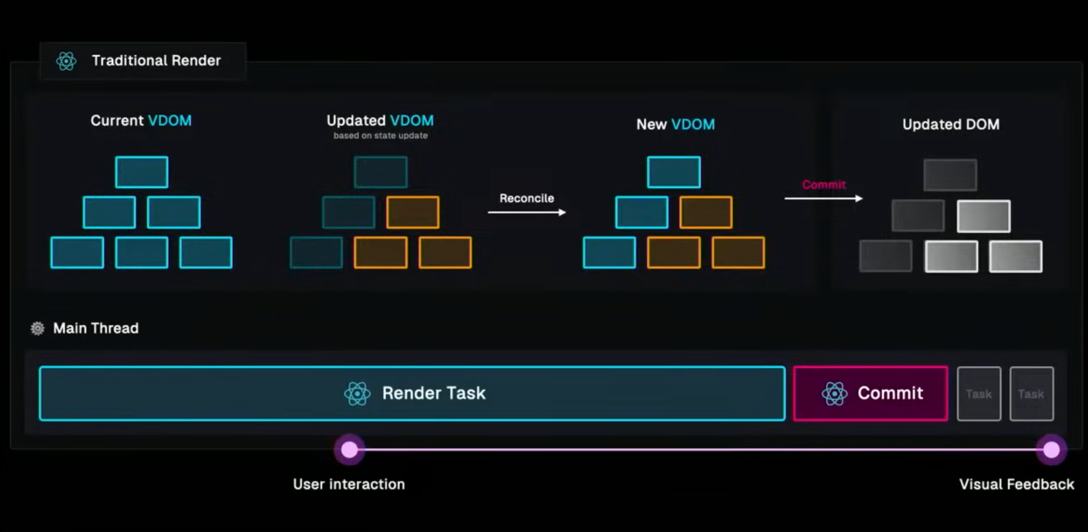 Traditional Render
Current VDOM
Updated VDOM
based on state update
Reconcile
New VDOM
Commit
Updated DOM
Main Thread
Render Task
Commit
Task
Task
User interaction
Visual Feedback